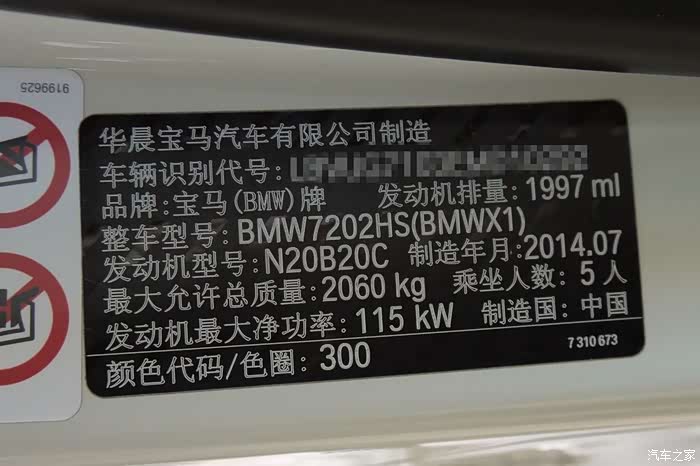 9199625
华晨宝马汽车有限公司制造
车辆识别代号:
品牌:宝马(BMW)牌 发动机排量:1997 ml
整车型号:BMW7202HS(BMWX1)
发动机型号:N20B20C 制造年月:2014.07
最大允许总质量:2060 kg 乘坐人数:5 人
发动机最大净功率:115 kW 制造国:中国
7 310 673
颜色代码/色圈:300
汽车之家